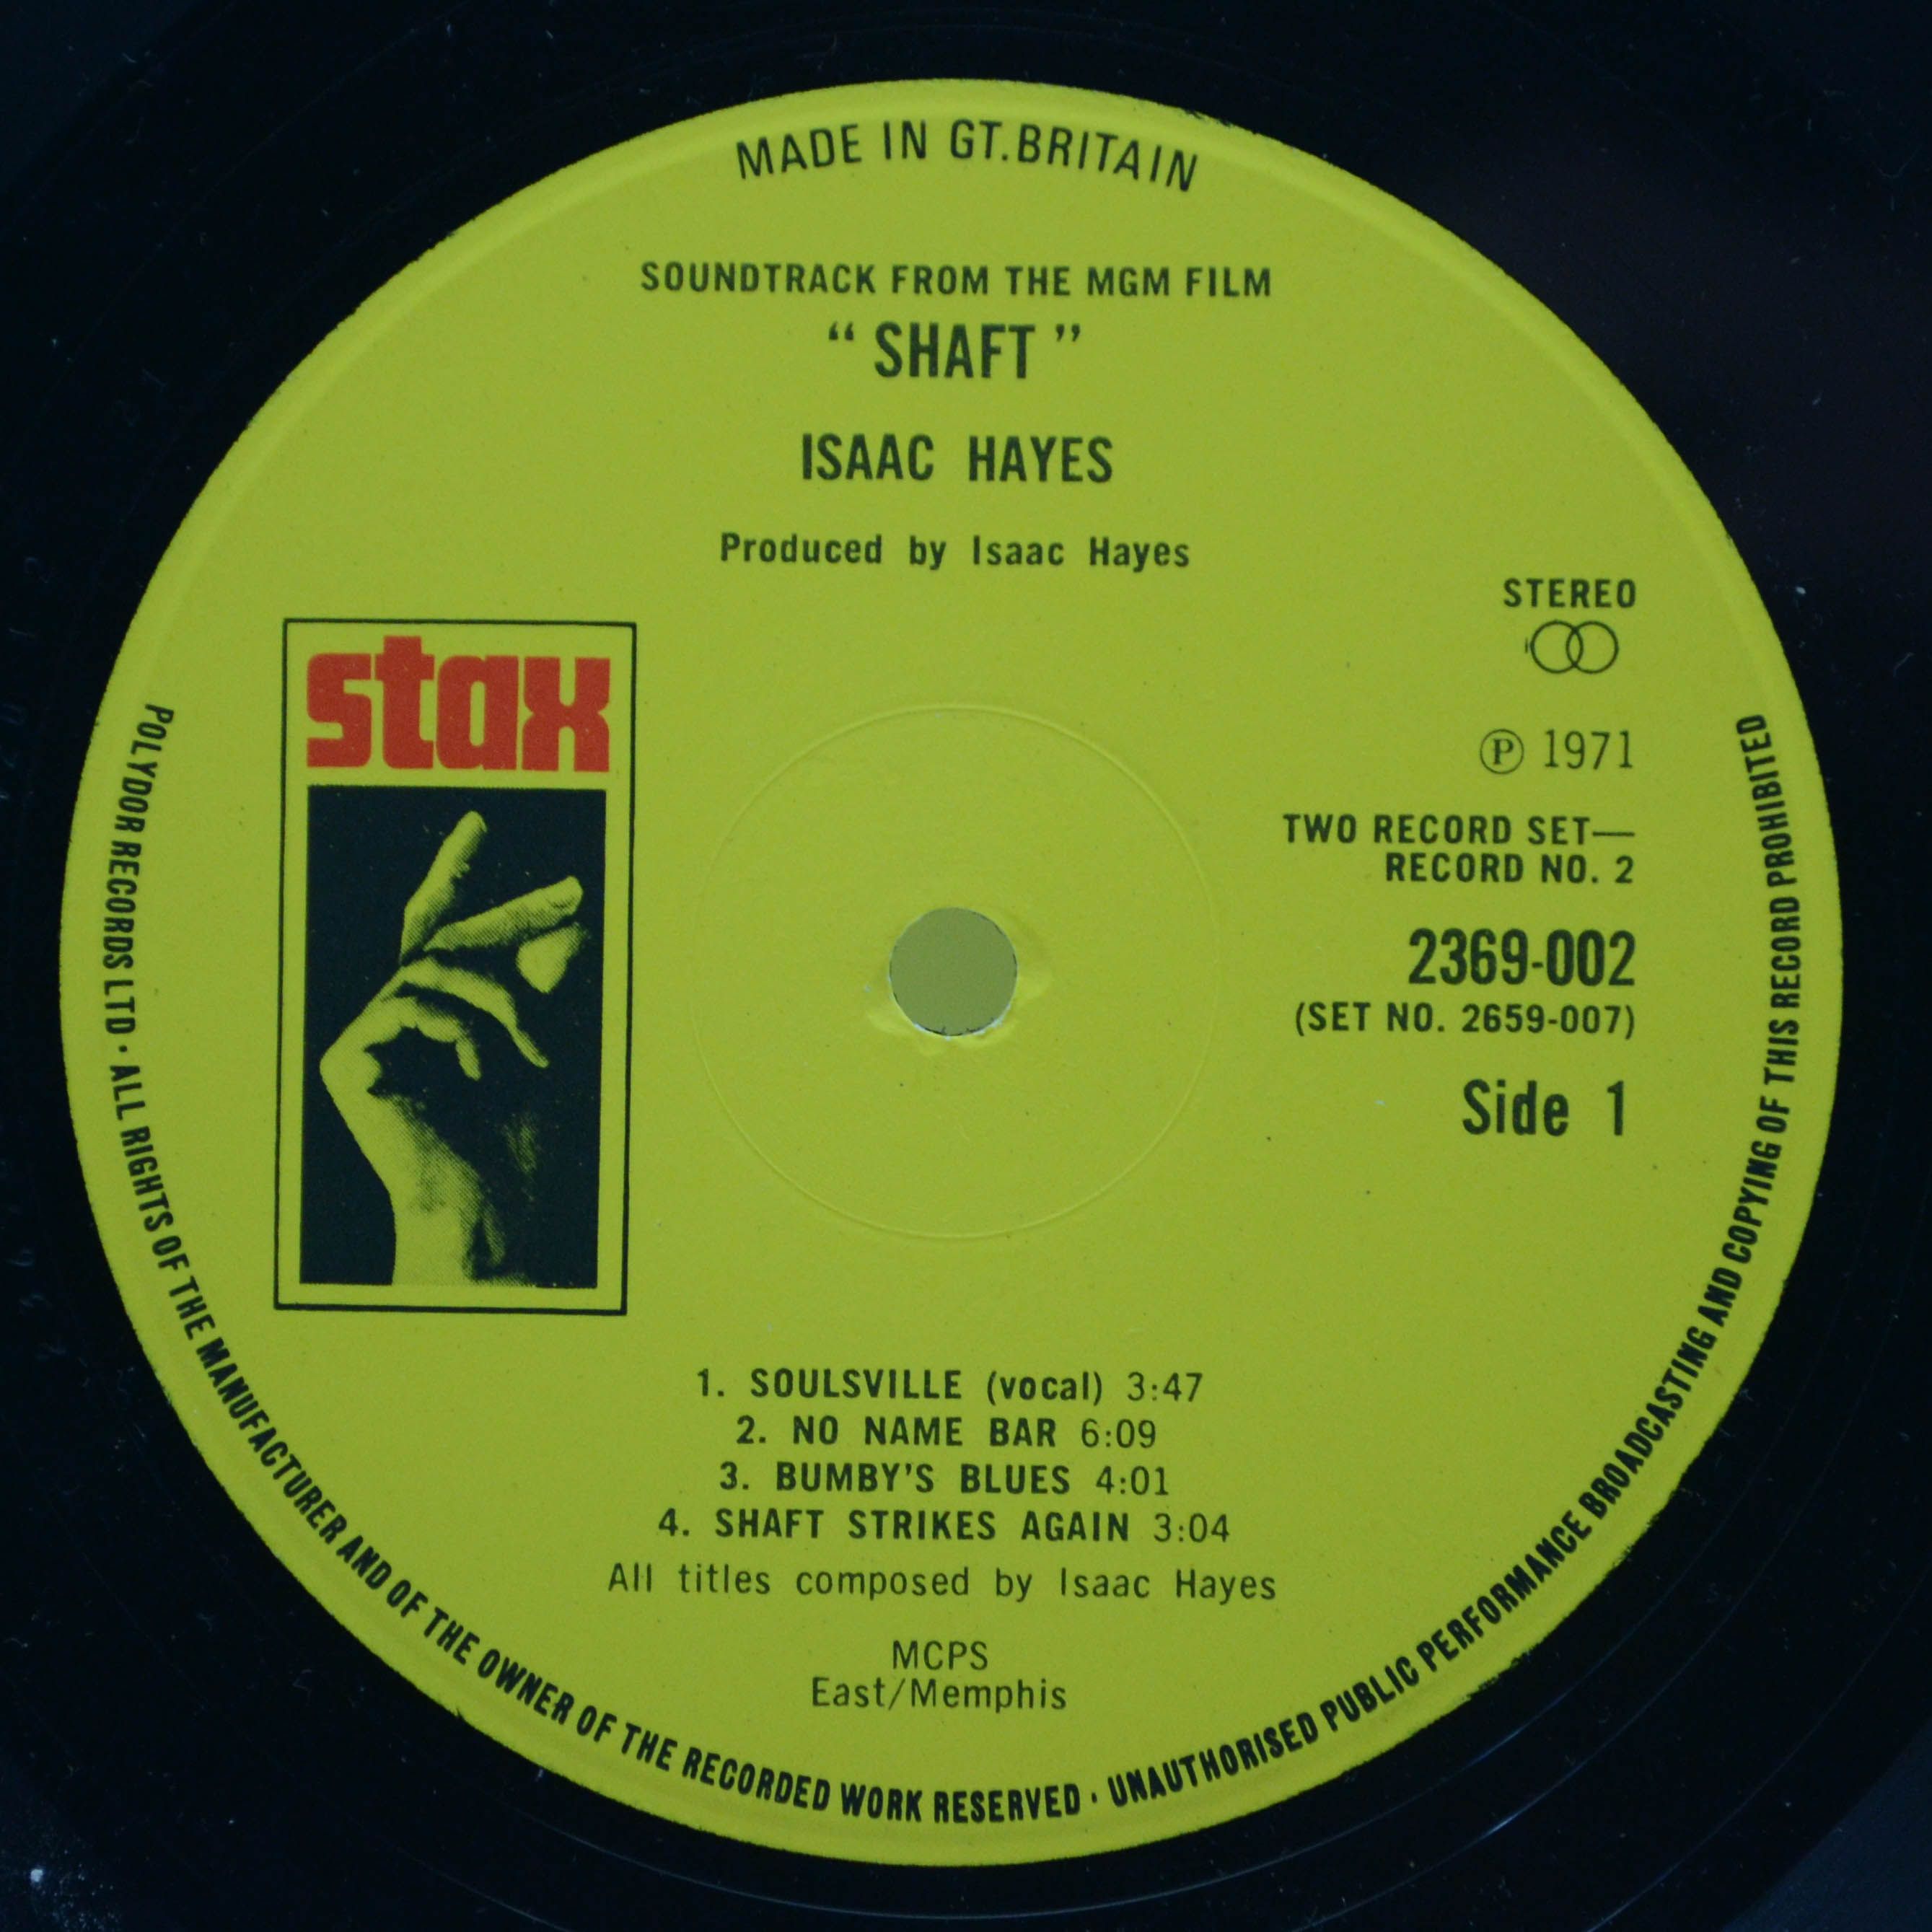 MADE IN GT.BRITAIN
SOUNDTRACK FROM THE MGM FILM
“ SHAFT ”
ISAAC HAYES
Produced by Isaac Hayes
STEREO
stax
℗ 1971
TWO RECORD SET—
RECORD NO. 2
2369-002
(SET NO. 2659-007)
Side 1
1. SOULSVILLE (vocal) 3:47
2. NO NAME BAR 6:09
3. BUMBY'S BLUES 4:01
4. SHAFT STRIKES AGAIN 3:04
All titles composed by Isaac Hayes
MCPS
East/Memphis
POLYDOR RECORDS LTD · ALL RIGHTS OF THE MANUFACTURER AND OF THE OWNER OF THE RECORDED WORK RESERVED · UNAUTHORISED PUBLIC PERFORMANCE BROADCASTING AND COPYING OF THIS RECORD PROHIBITED